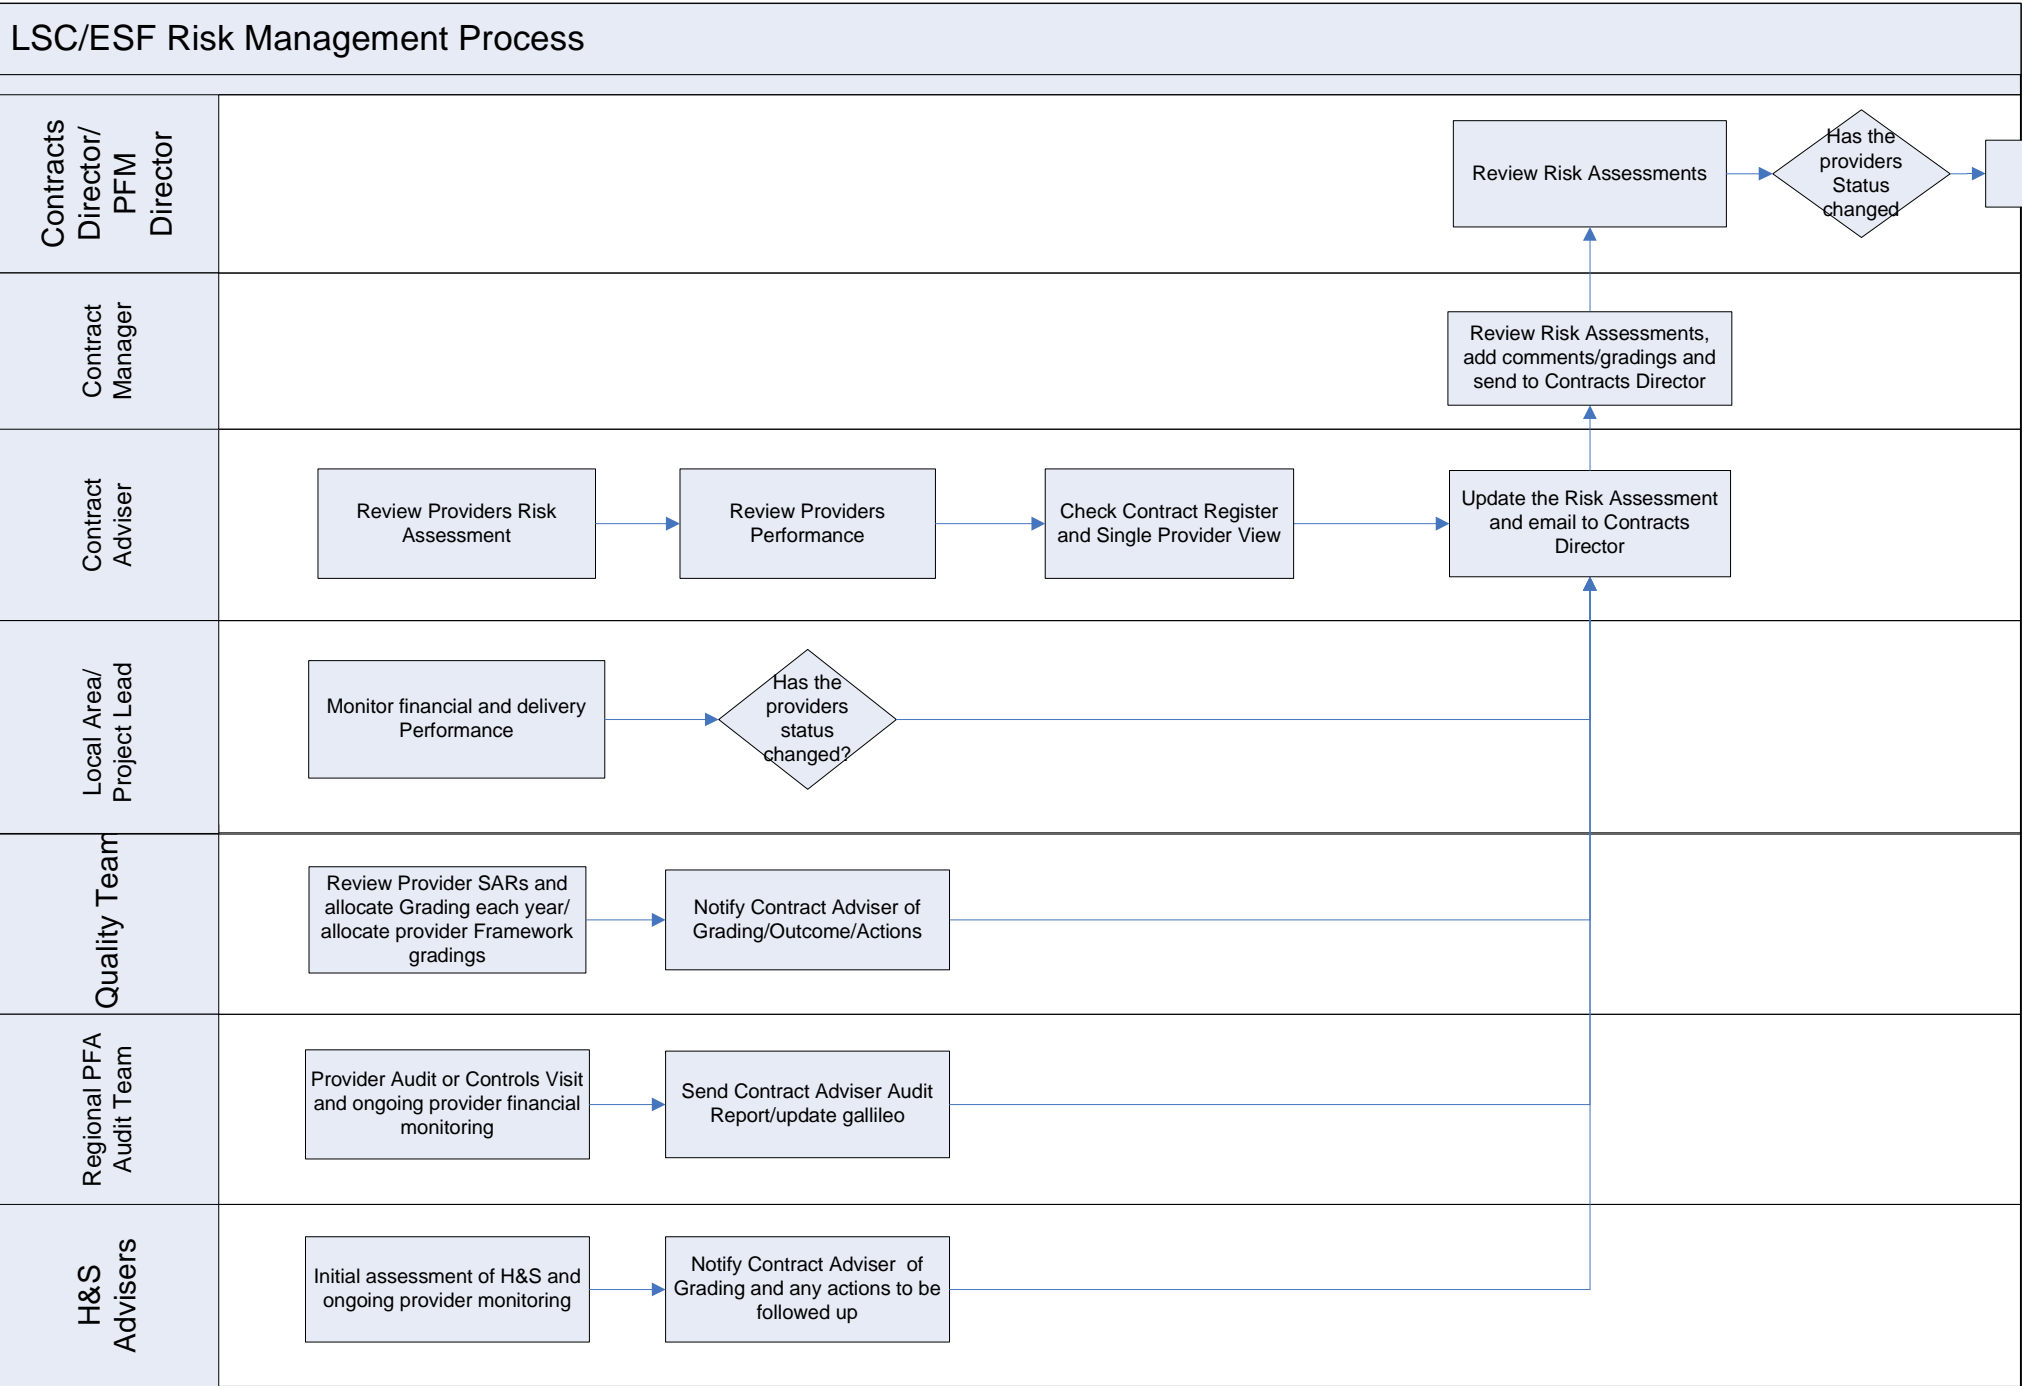 LSC/ESF Risk Management Process
Contracts
Director/
PFM
Director
Review Risk Assessments
Has the
providers
Status
changed
Contract
Manager
Review Risk Assessments,
add comments/gradings and
send to Contracts Director
Contract
Adviser
Review Providers Risk
Assessment
Review Providers
Performance
Check Contract Register
and Single Provider View
Update the Risk Assessment
and email to Contracts
Director
Local Area/
Project Lead
Monitor financial and delivery
Performance
Has the
providers
status
changed?
Quality Team
Review Provider SARs and
allocate Grading each year/
allocate provider Framework
gradings
Notify Contract Adviser of
Grading/Outcome/Actions
Regional PFA
Audit Team
Provider Audit or Controls Visit
and ongoing provider financial
monitoring
Send Contract Adviser Audit
Report/update gallileo
H&S
Advisers
Initial assessment of H&S and
ongoing provider monitoring
Notify Contract Adviser  of
Grading and any actions to be
followed up